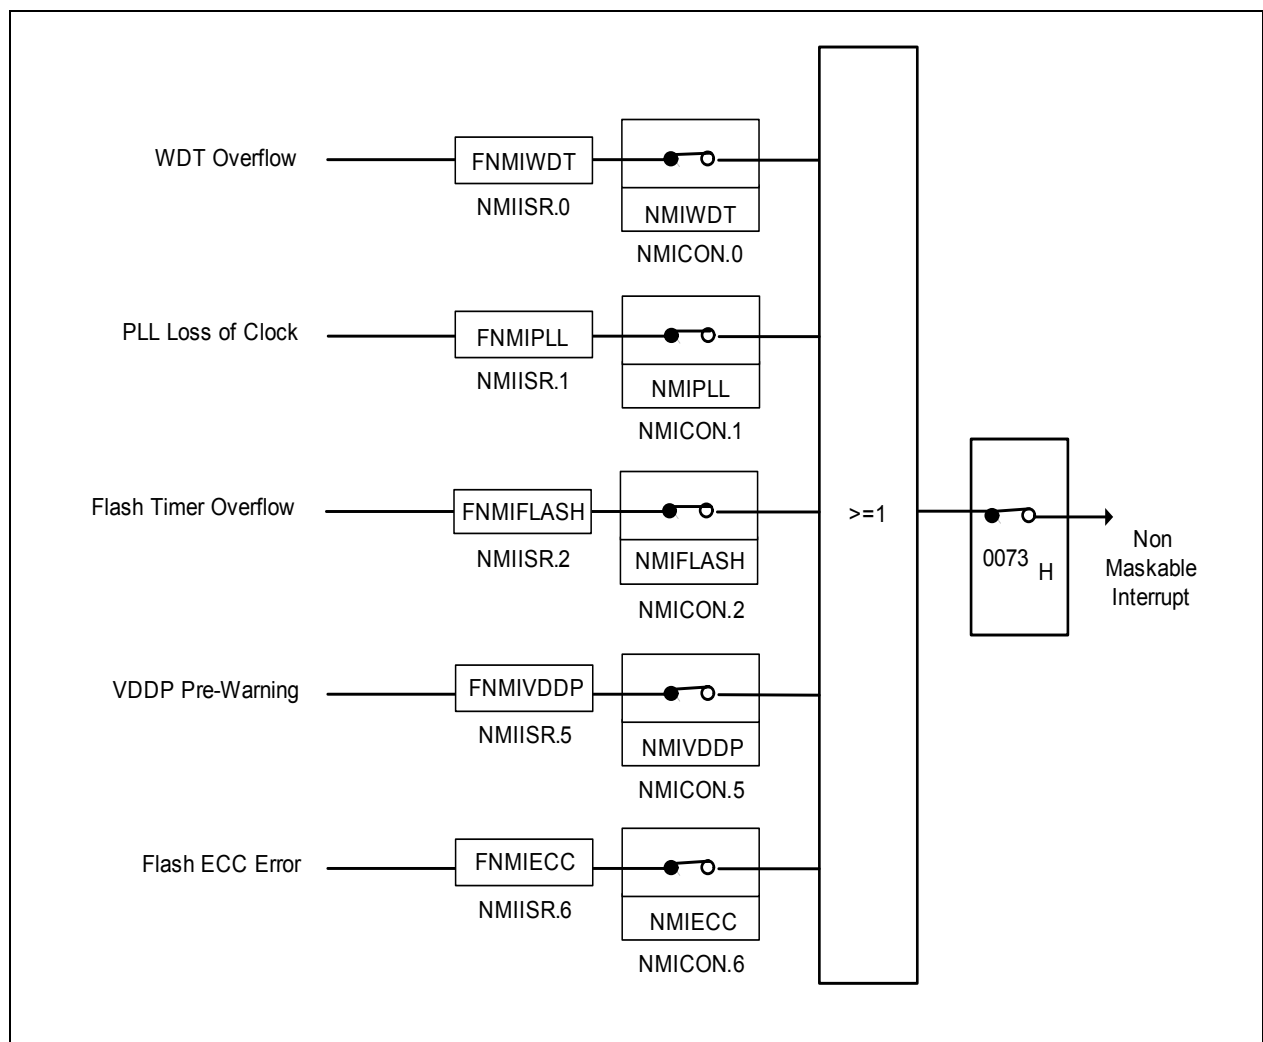 WDT Overflow
FNMIWDT
NMIISR.0
NMIWDT
NMICON.0
PLL Loss of Clock
FNMIPLL
NMIISR.1
NMIPLL
NMICON.1
Flash Timer Overflow
FNMIFLASH
NMIISR.2
NMIFLASH
NMICON.2
VDDP Pre-Warning
FNMIVDDP
NMIISR.5
NMIVDDP
NMICON.5
Flash ECC Error
FNMIECC
NMIISR.6
NMIECC
NMICON.6
>=1
0073 H
Non
Maskable
Interrupt